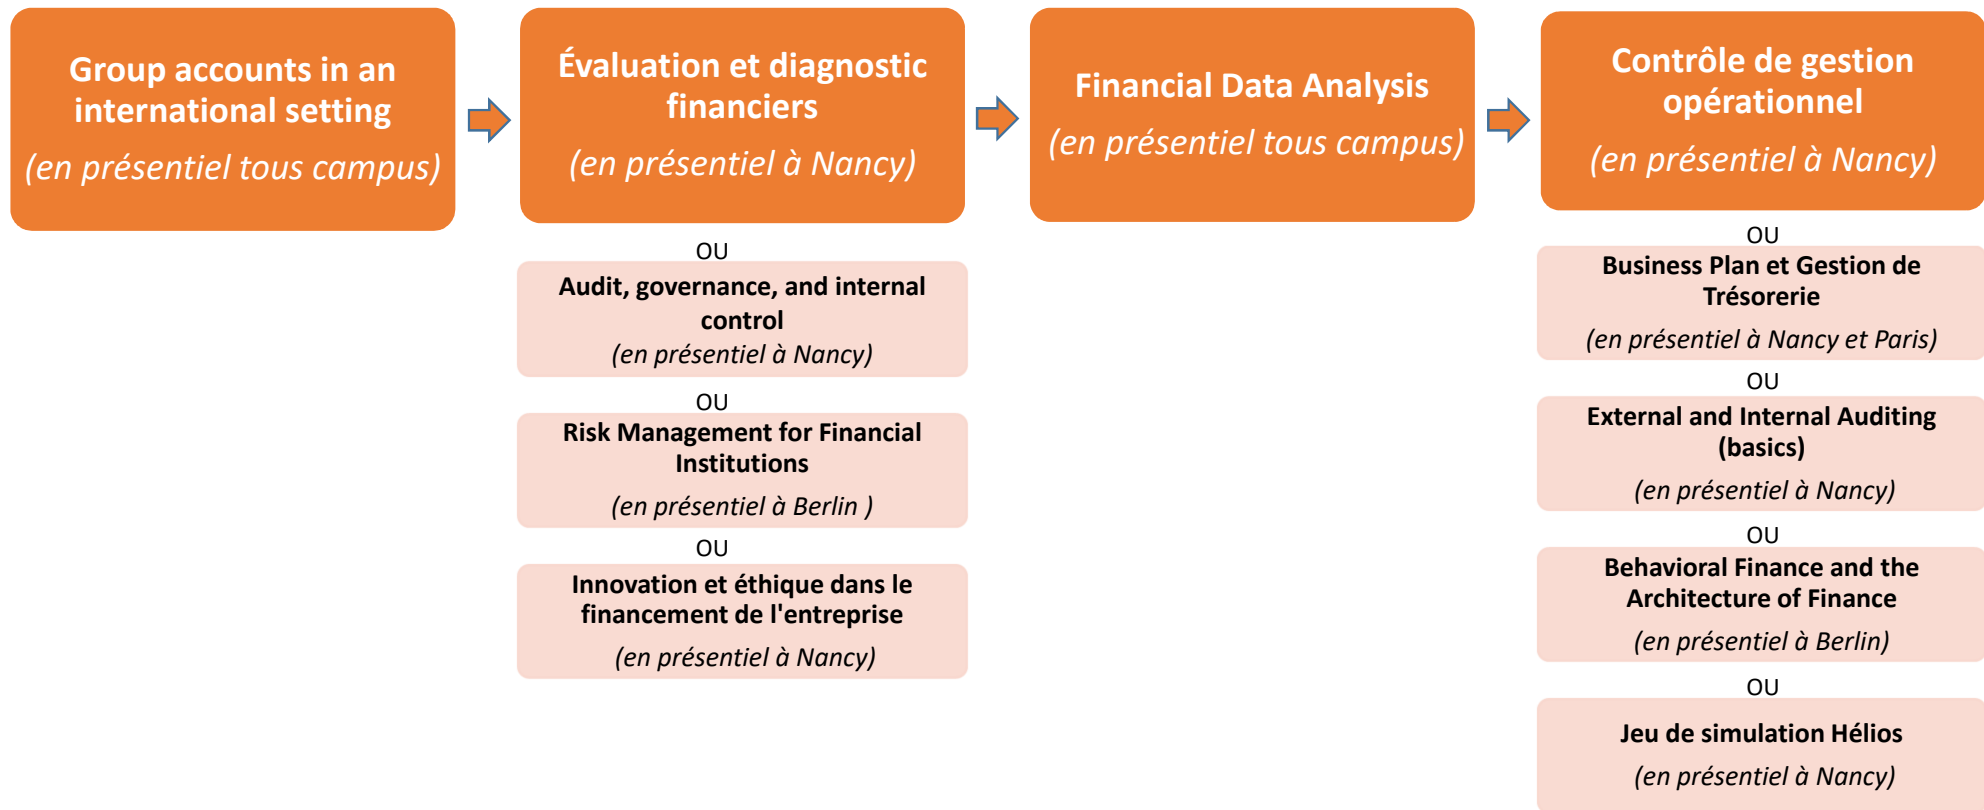 Group accounts in an
international setting
(en présentiel tous campus)
Évaluation et diagnostic
financiers
(en présentiel à Nancy)
OU
Audit, governance, and internal
control
(en présentiel à Nancy)
OU
Risk Management for Financial
Institutions
(en présentiel à Berlin )
OU
Innovation et éthique dans le
financement de l'entreprise
(en présentiel à Nancy)
Financial Data Analysis
(en présentiel tous campus)
Contrôle de gestion
opérationnel
(en présentiel à Nancy)
OU
Business Plan et Gestion de
Trésorerie
(en présentiel à Nancy et Paris)
OU
External and Internal Auditing
(basics)
(en présentiel à Nancy)
OU
Behavioral Finance and the
Architecture of Finance
(en présentiel à Berlin)
OU
Jeu de simulation Hélios
(en présentiel à Nancy)